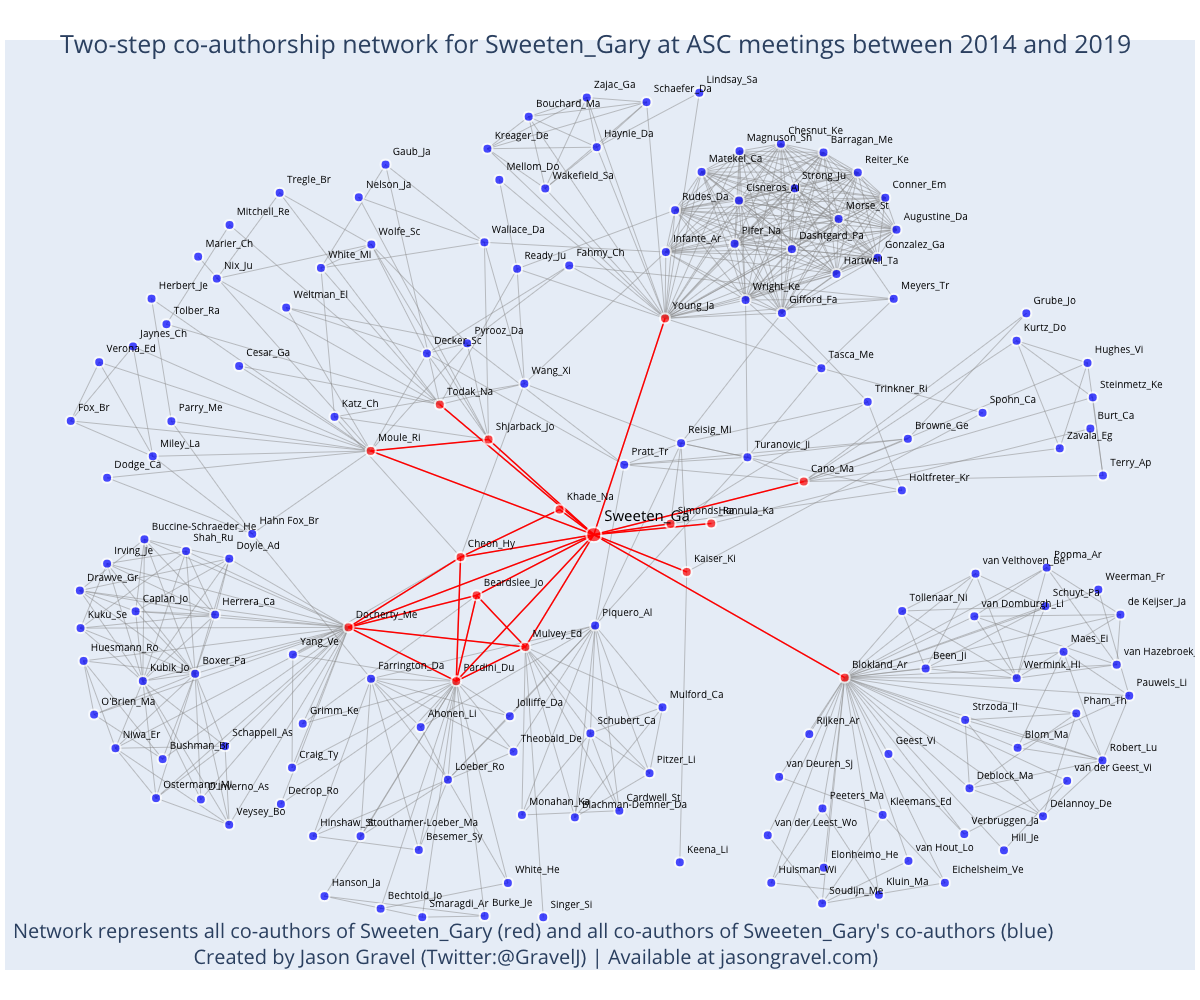 Two-step co-authorship network for Sweeten_Gary at ASC meetings between 2014 and 2019
Lindsay_Sa
Zajac_Ga
Schaefer_Da
Bouchard_Ma
Chesnut_Ke
Magnuson_Sh
Barragan_Me
Kreager_De
Haynie_Da
Gaub_Ja
Matekel_Ca
Reiter_Ke
Mellom_Do
Wakefield_Sa
Strong_Ju
Tregle_Br
Nelson_Ja
Cisneros_Al
Conner_Em
Rudes_Da
Morse_St
Mitchell_Re
Augustine_Da
Wolfe_Sc
Wallace_Da
Pifer_Na
Dashtgard_Pa
Marier_Ch
Infante_Ar
Gonzalez_Ga
White_Mi
Ready_Ju
Fahmy_Ch
Nix_Ju
Hartwell_Ta
Herbert_Je
Weltman_El
Wright_Ke
Meyers_Tr
Tolber_Ra
Young_Ja
Gifford_Fa
Grube_Jo
Jaynes_Ch
Pyrooz_Da
Kurtz_Do
Verona_Ed
Decker_Sc
Cesar_Ga
Tasca_Me
Hughes_Vi
Wang_Xi
Todak_Na
Trinkner_Ri
Steinmetz_Ke
Fox_Br
Parry_Me
Katz_Ch
Spohn_Ca
Burt_Ca
Shjarback_Jo
Reisig_Mi
Browne_Ge
Moule_Ri
Miley_La
Pratt_Tr
Turanovic_Ji
Zavala_Eg
Dodge_Ca
Cano_Ma
Holtfreter_Kr
Terry_Ap
Khade_Na
Sweeten_Ga
Hannula_Ka
Hahn Fox_Br
Buccine-Schraeder_He
Shah_Ru
Cheon_Hy
Kaiser_Ki
Irving_Je
Doyle_Ad
van Velthoven_Be
Popma_Ar
Drawve_Gr
Beardslee_Jo
Weerman_Fr
Caplan_Jo
Herrera_Ca
Tollenaar_Ni
van Domburgh_Li
Schuyt_Pa
de Keijser_Ja
Kuku_Se
Docherty_Me
Piquero_Al
Huesmann_Ro
Yang_Ve
Mulvey_Ed
Maes_Ei
van Hazebroek_
Kubik_Jo
Boxer_Pa
Farrington_Da
Pardini_Du
Blokland_Ar
Been_Ji
Wermink_Hi
Pauwels_Li
O'Brien_Ma
Grimm_Ke
Ahonen_Li
Jolliffe_Da
Mulford_Ca
Strzoda_Il
Pham_Th
Niwa_Er
Bushman_Br
Schappell_As
Theobald_De
Schubert_Ca
Rijken_Ar
Geest_Vi
Blom_Ma
Robert_Lu
Craig_Ty
Loeber_Ro
Pitzer_Li
van Deuren_Sj
Deblock_Ma
van der Geest_Vi
Ostermann_Mi
D'Inverno_As
Decrop_Ro
Veysey_Bo
Monahan_Ka
Blachman-Demner_Da
Cardwell_St
Peeters_Ma
Kleemans_Ed
Delannoy_De
Hinshaw_St
Stouthamer-Loeber_Ma
Besemer_Sy
van der Leest_Wo
Verbruggen_Ja
Hill_Je
Keena_Li
Elonheimo_He
van Hout_Lo
White_He
Huisman_Wi
Kluin_Ma
Eichelsheim_Ve
Hanson_Ja
Bechtold_Jo
Smaragdi_Ar
Burke_Je
Singer_Si
Soudijn_Me
Network represents all co-authors of Sweeten_Gary (red) and all co-authors of Sweeten_Gary's co-authors (blue)
Created by Jason Gravel (Twitter:@GravelJ) | Available at jasongravel.com)